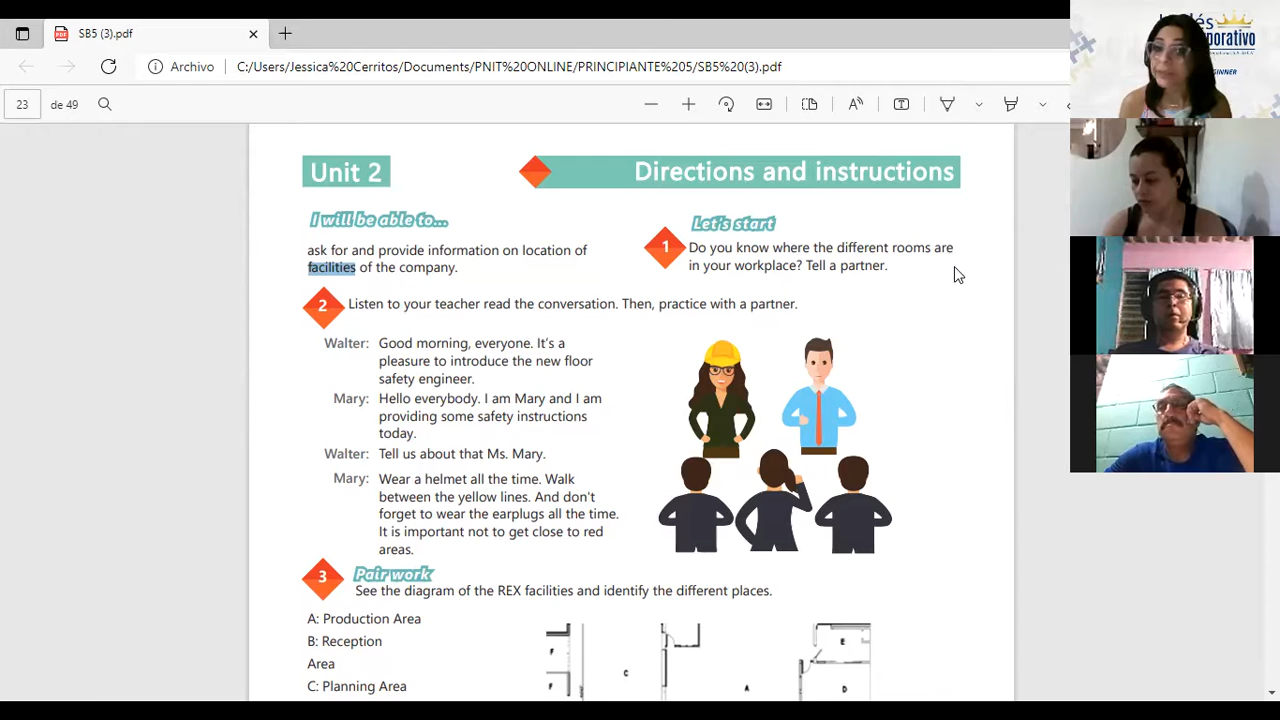 SB5 (3).pdf
Archivo
C:/Users/Jessica%20Cerritos/Documents/PNIT%20ONLINE/PRINCIPIANTE%205/SB5%20(3).pdf
23
de 49
Unit 2
Directions and instructions
I will be able to...
ask for and provide information on location of
facilities of the company.
Let's start
1
Do you know where the different rooms are
in your workplace? Tell a partner.
2
Listen to your teacher read the conversation. Then, practice with a partner.
Walter: Good morning, everyone. It's a
pleasure to introduce the new floor
safety engineer.
Mary: Hello everybody. I am Mary and I am
providing some safety instructions
today.
Walter: Tell us about that Ms. Mary.
Mary: Wear a helmet all the time. Walk
between the yellow lines. And don't
forget to wear the earplugs all the time.
It is important not to get close to red
areas.
3
Pair work
See the diagram of the REX facilities and identify the different places.
A: Production Area
B: Reception
Area
C: Planning Area
F
F
C
A
E
D